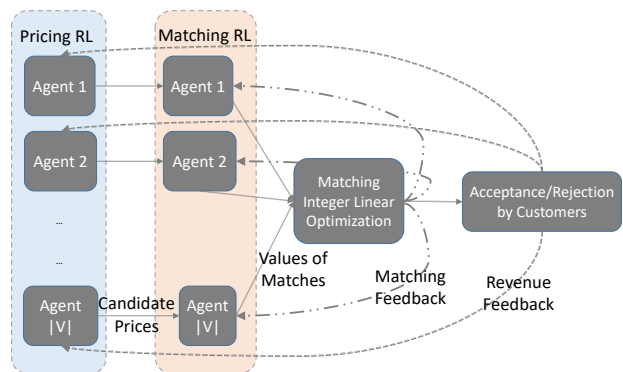 Pricing RL
Matching RL
Agent 1
Agent 1
Agent 2
Agent 2
Matching
Integer Linear
Optimization
Acceptance/Rejection
by Customers
...
...
Values of
Matches
Matching
Feedback
Revenue
Feedback
Agent
|V|
Candidate
Prices
Agent
|V|